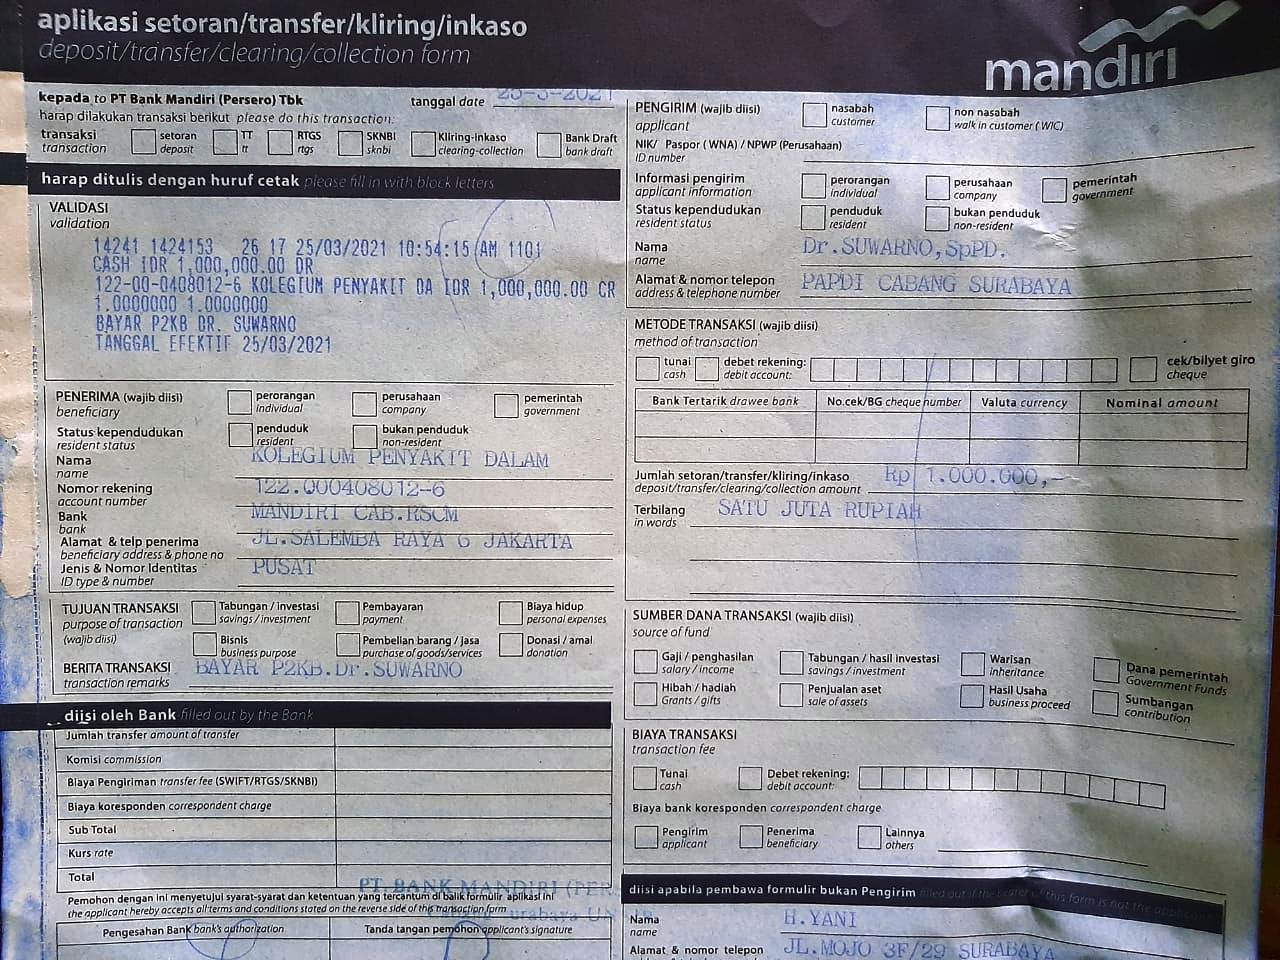 aplikasi setoran/transfer/kliring/inkaso
deposit/transfer/clearing/collection form
mandırı
kepada to PT Bank Mandiri (Persero) Tbk
tanggal date 25-3-2021
harap dilakukan transaksi berikut please do this transaction:
transaksi transaction
setoran deposit
TT tt
RTGS rtgs
SKNBI sknbi
Kliring-inkaso clearing-collection
Bank Draft bank draft
harap ditulis dengan huruf cetak please fill in with block letters
VALIDASI
validation
14241 1424153 26 17 25/03/2021 10:54:15 AM 1101
CASH IDR 1,000,000.00 DR
122-00-0408012-6 KOLEGIUM PENYAKIT DA IDR 1,000,000.00 CR
1.0000000 1.0000000
BAYAR P2KB DR. SUWARNO
TANGGAL EFEKTIF 25/03/2021
PENERIMA (wajib diisi) beneficiary
perorangan individual
perusahaan company
pemerintah government
Status kependudukan resident status
penduduk resident
bukan penduduk non-resident
Nama name KOLEGIUM PENYAKIT DALAM
Nomor rekening account number 122.000408012-6
Bank bank MANDIRI CAB.RSCM
Alamat & telp penerima beneficiary address & phone no JL.SALEMBA RAYA 6 JAKARTA
Jenis & Nomor Identitas ID type & number PUSAT
TUJUAN TRANSAKSI purpose of transaction (wajib diisi)
Tabungan / investasi savings / investment
Pembayaran payment
Biaya hidup personal expenses
Bisnis business purpose
Pembelian barang / jasa purchase of goods/services
Donasi / amal donation
BERITA TRANSAKSI transaction remarks BAYAR P2KB.Dr.SUWARNO
diisi oleh Bank filled out by the Bank
Jumlah transfer amount of transfer
Komisi commission
Biaya Pengiriman transfer fee (SWIFT/RTGS/SKNBI)
Biaya koresponden correspondent charge
Sub Total
Kurs rate
Total
PT. BANK MANDIRI (PER
Pemohon dengan ini menyetujui syarat-syarat dan ketentuan yang tercantum di balik formulir aplikasi ini
the applicant hereby accepts all terms and conditions stated on the reverse side of this transaction form
Pengesahan Bank bank's authorization
Tanda tangan pemohon applicant's signature
PENGIRIM (wajib diisi) applicant
nasabah customer
non nasabah walk in customer ( WIC)
NIK/ Paspor ( WNA) / NPWP (Perusahaan)
ID number
Informasi pengirim applicant information
perorangan individual
perusahaan company
pemerintah government
Status kependudukan resident status
penduduk resident
bukan penduduk non-resident
Nama name Dr.SUWARNO,SpPD.
Alamat & nomor telepon address & telephone number PAPDI CABANG SURABAYA
METODE TRANSAKSI (wajib diisi)
method of transaction
tunai cash
debet rekening: debit account:
cek/bilyet giro cheque
Bank Tertarik drawee bank
No.cek/BG cheque number
Valuta currency
Nominal amount
Jumlah setoran/transfer/kliring/inkaso Rp 1.000.000,-
deposit/transfer/clearing/collection amount
Terbilang in words SATU JUTA RUPIAH
SUMBER DANA TRANSAKSI (wajib diisi)
source of fund
Gaji / penghasilan salary / income
Tabungan / hasil investasi savings / investment
Warisan inheritance
Dana pemerintah Government Funds
Hibah / hadiah Grants / gifts
Penjualan aset sale of assets
Hasil Usaha business proceed
Sumbangan contribution
BIAYA TRANSAKSI
transaction fee
Tunai cash
Debet rekening: debit account:
Biaya bank koresponden correspondent charge
Pengirim applicant
Penerima beneficiary
Lainnya others
diisi apabila pembawa formulir bukan Pengirim filled out if the bearer of this form is not the applicant
Nama name H.YANI
Alamat & nomor telepon JL.MOJO 3F/29 SURABAYA